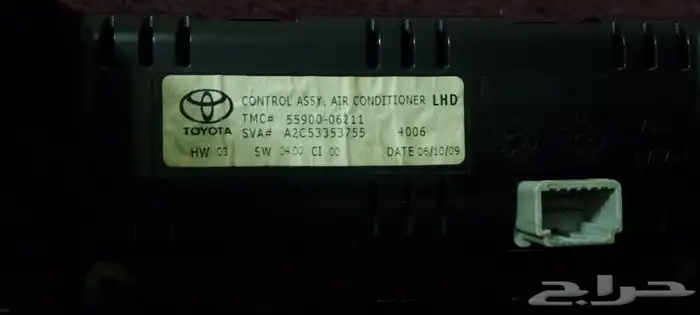 CONTROL ASSY, AIR CONDITIONER LHD
TMC# 55900-06211
TOYOTA
SVA# A2C53353755 4006
HW 03 SW 04.00 CI 00 DATE 06/10/09
حراج